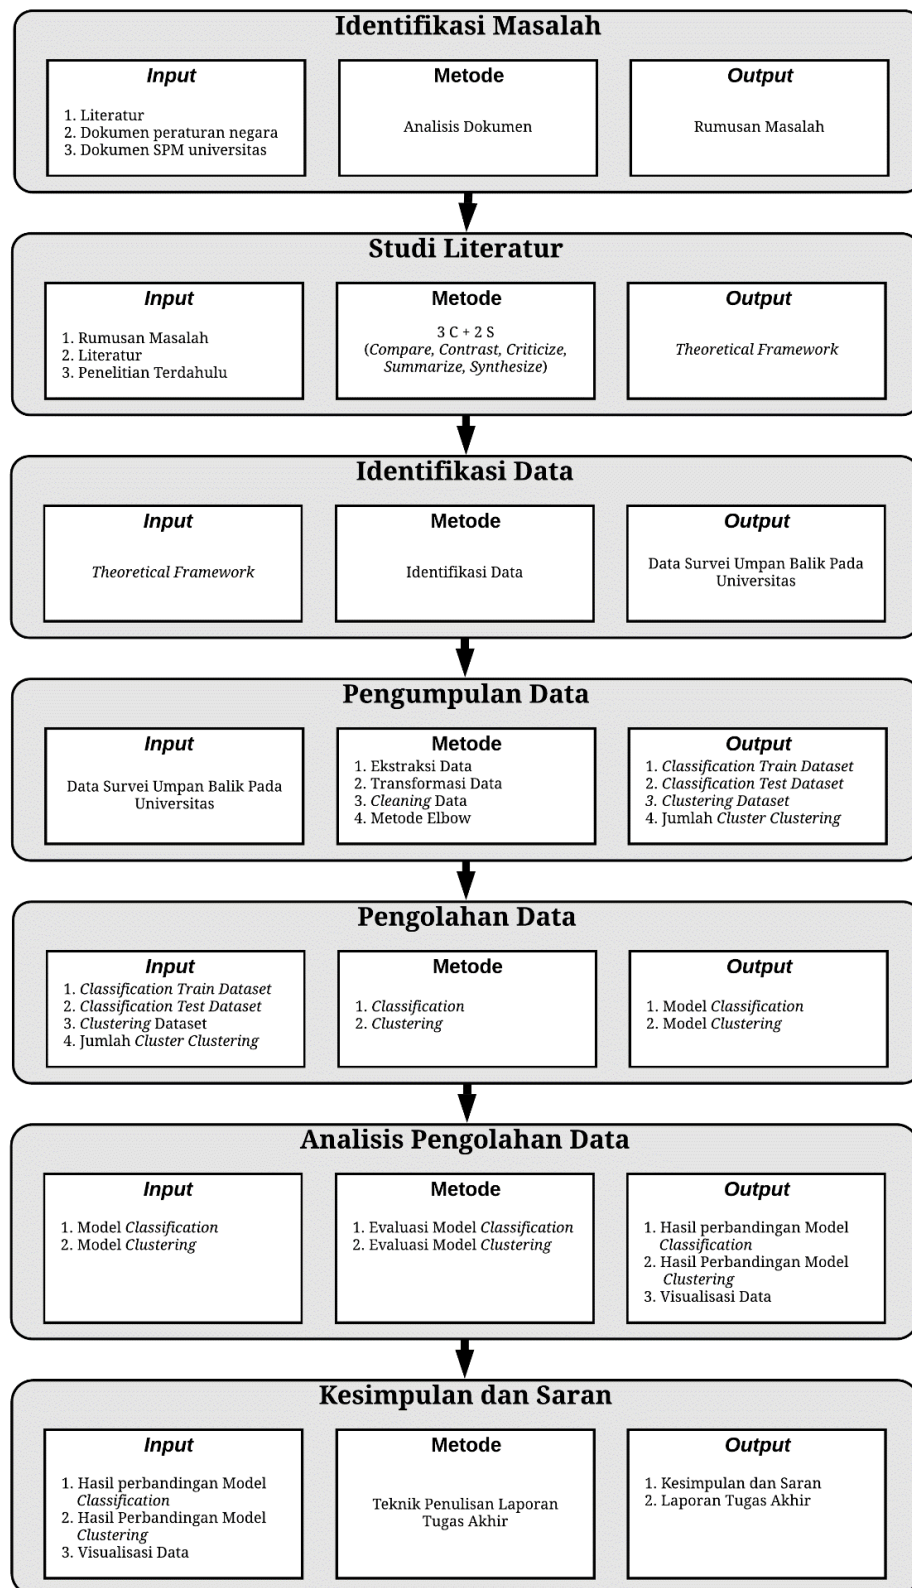 Identifikasi Masalah
Input
1. Literatur
2. Dokumen peraturan negara
3. Dokumen SPM universitas
Metode
Analisis Dokumen
Output
Rumusan Masalah
Studi Literatur
Input
1. Rumusan Masalah
2. Literatur
3. Penelitian Terdahulu
Metode
3 C + 2 S
(Compare, Contrast, Criticize,
Summarize, Synthesize)
Output
Theoretical Framework
Identifikasi Data
Input
Theoretical Framework
Metode
Identifikasi Data
Output
Data Survei Umpan Balik Pada
Universitas
Pengumpulan Data
Input
Data Survei Umpan Balik Pada
Universitas
Metode
1. Ekstraksi Data
2. Transformasi Data
3. Cleaning Data
4. Metode Elbow
Output
1. Classification Train Dataset
2. Classification Test Dataset
3. Clustering Dataset
4. Jumlah Cluster Clustering
Pengolahan Data
Input
1. Classification Train Dataset
2. Classification Test Dataset
3. Clustering Dataset
4. Jumlah Cluster Clustering
Metode
1. Classification
2. Clustering
Output
1. Model Classification
2. Model Clustering
Analisis Pengolahan Data
Input
1. Model Classification
2. Model Clustering
Metode
1. Evaluasi Model Classification
2. Evaluasi Model Clustering
Output
1. Hasil perbandingan Model
Classification
2. Hasil Perbandingan Model
Clustering
3. Visualisasi Data
Kesimpulan dan Saran
Input
1. Hasil perbandingan Model
Classification
2. Hasil Perbandingan Model
Clustering
3. Visualisasi Data
Metode
Teknik Penulisan Laporan
Tugas Akhir
Output
1. Kesimpulan dan Saran
2. Laporan Tugas Akhir